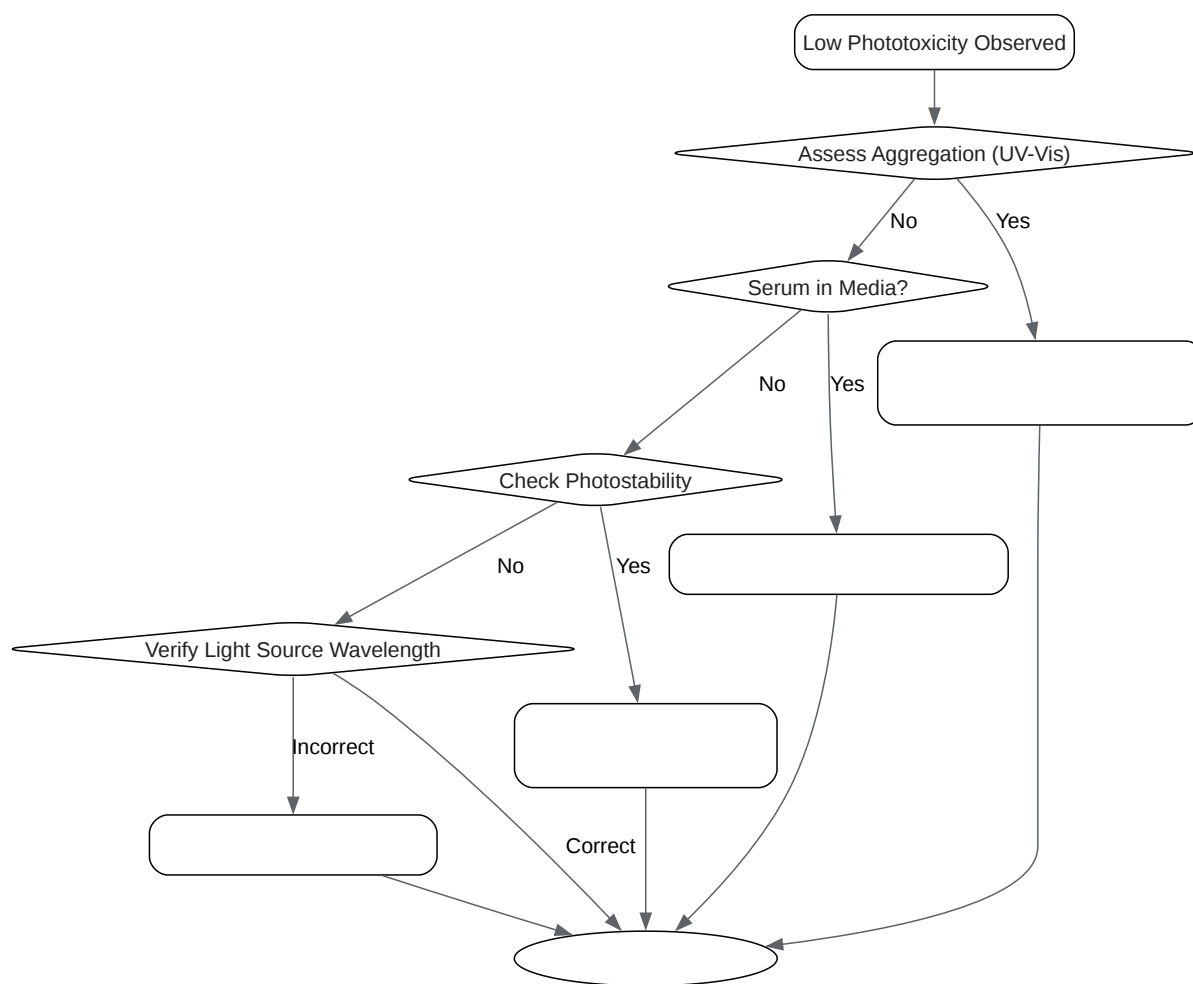 Low Phototoxicity Observed
Assess Aggregation (UV-Vis)
No
Yes
Serum in Media?
No
Yes
Check Photostability
No
Yes
Verify Light Source Wavelength
Incorrect
Correct